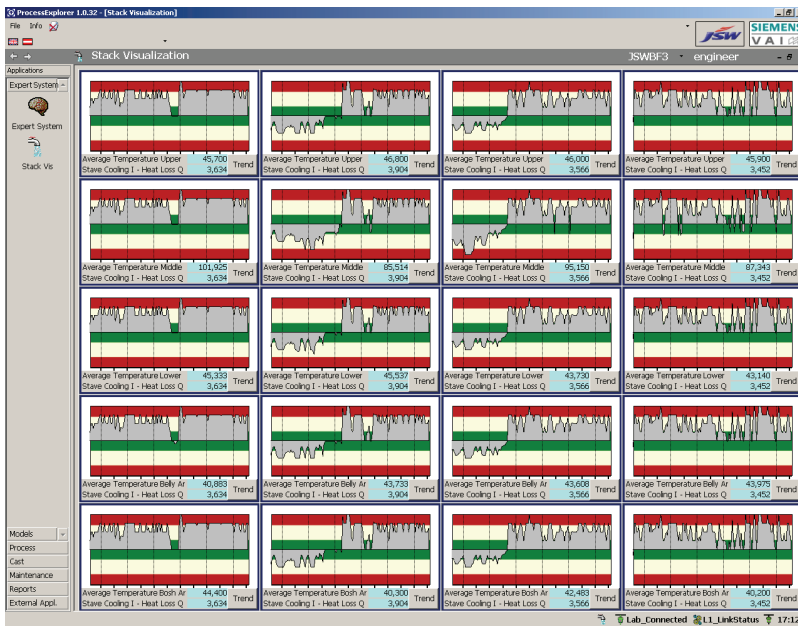 ProcessExplorer 1.0.32 - [Stack Visualization]
File Info
JSW SIEMENS
VAI
Stack Visualization JSWBF3 engineer
Applications
Expert System
Expert System
Stack Vis
Average Temperature Upper 45,700 Trend
Stave Cooling I - Heat Loss Q 3,634
Average Temperature Upper 46,800 Trend
Stave Cooling I - Heat Loss Q 3,904
Average Temperature Upper 46,000 Trend
Stave Cooling I - Heat Loss Q 3,566
Average Temperature Upper 45,900 Trend
Stave Cooling I - Heat Loss Q 3,452
Average Temperature Middle 101,925 Trend
Stave Cooling I - Heat Loss Q 3,634
Average Temperature Middle 85,514 Trend
Stave Cooling I - Heat Loss Q 3,904
Average Temperature Middle 95,150 Trend
Stave Cooling I - Heat Loss Q 3,566
Average Temperature Middle 87,343 Trend
Stave Cooling I - Heat Loss Q 3,452
Average Temperature Lower 45,333 Trend
Stave Cooling I - Heat Loss Q 3,634
Average Temperature Lower 45,537 Trend
Stave Cooling I - Heat Loss Q 3,904
Average Temperature Lower 43,730 Trend
Stave Cooling I - Heat Loss Q 3,566
Average Temperature Lower 43,140 Trend
Stave Cooling I - Heat Loss Q 3,452
Average Temperature Belly Ar 40,883 Trend
Stave Cooling I - Heat Loss Q 3,634
Average Temperature Belly Ar 43,733 Trend
Stave Cooling I - Heat Loss Q 3,904
Average Temperature Belly Ar 43,608 Trend
Stave Cooling I - Heat Loss Q 3,566
Average Temperature Belly Ar 43,975 Trend
Stave Cooling I - Heat Loss Q 3,452
Average Temperature Bosh Ar 44,400 Trend
Stave Cooling I - Heat Loss Q 3,634
Average Temperature Bosh Ar 40,300 Trend
Stave Cooling I - Heat Loss Q 3,904
Average Temperature Bosh Ar 42,483 Trend
Stave Cooling I - Heat Loss Q 3,566
Average Temperature Bosh Ar 40,200 Trend
Stave Cooling I - Heat Loss Q 3,452
Models
Process
Cast
Maintenance
Reports
External Appl.
Lab_Connected L1_LinkStatus 17:12